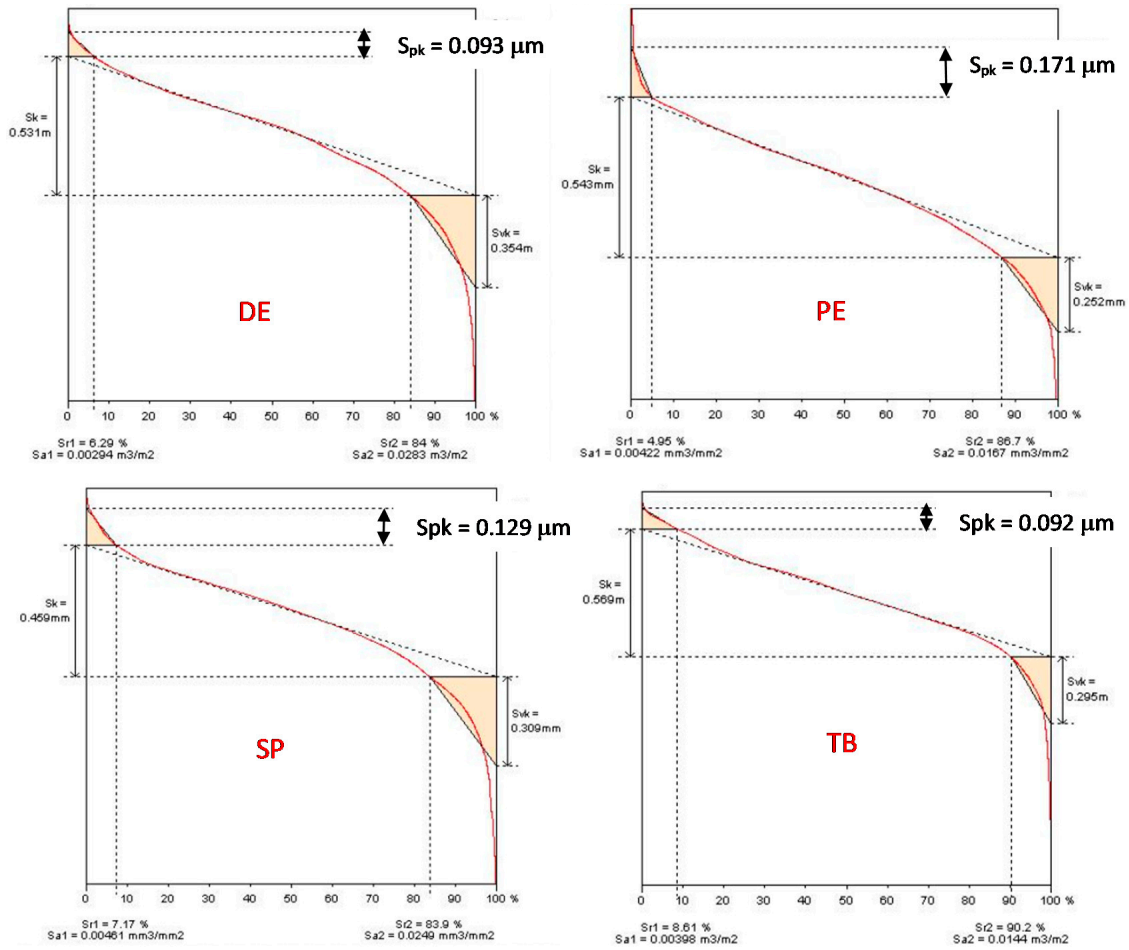 Spk = 0.093 μm
Sk =
0.531m
Svk =
0.354m
DE
0 10 20 30 40 50 60 70 80 90 100 %
Sr1 = 6.29 % Sr2 = 84 %
Sa1 = 0.00294 m3/m2 Sa2 = 0.0283 m3/m2
Spk = 0.171 μm
Sk =
0.543mm
Svk =
0.252mm
PE
0 10 20 30 40 50 60 70 80 90 100 %
Sr1 = 4.95 % Sr2 = 86.7 %
Sa1 = 0.00422 mm3/mm2 Sa2 = 0.0167 mm3/mm2
Spk = 0.129 μm
Sk =
0.459mm
Svk =
0.309mm
SP
0 10 20 30 40 50 60 70 80 90 100 %
Sr1 = 7.17 % Sr2 = 83.9 %
Sa1 = 0.00461 mm3/mm2 Sa2 = 0.0249 mm3/mm2
Spk = 0.092 μm
Sk =
0.569m
Svk =
0.295m
TB
0 10 20 30 40 50 60 70 80 90 100 %
Sr1 = 8.61 % Sr2 = 90.2 %
Sa1 = 0.00398 mm3/mm2 Sa2 = 0.0144 mm3/mm2